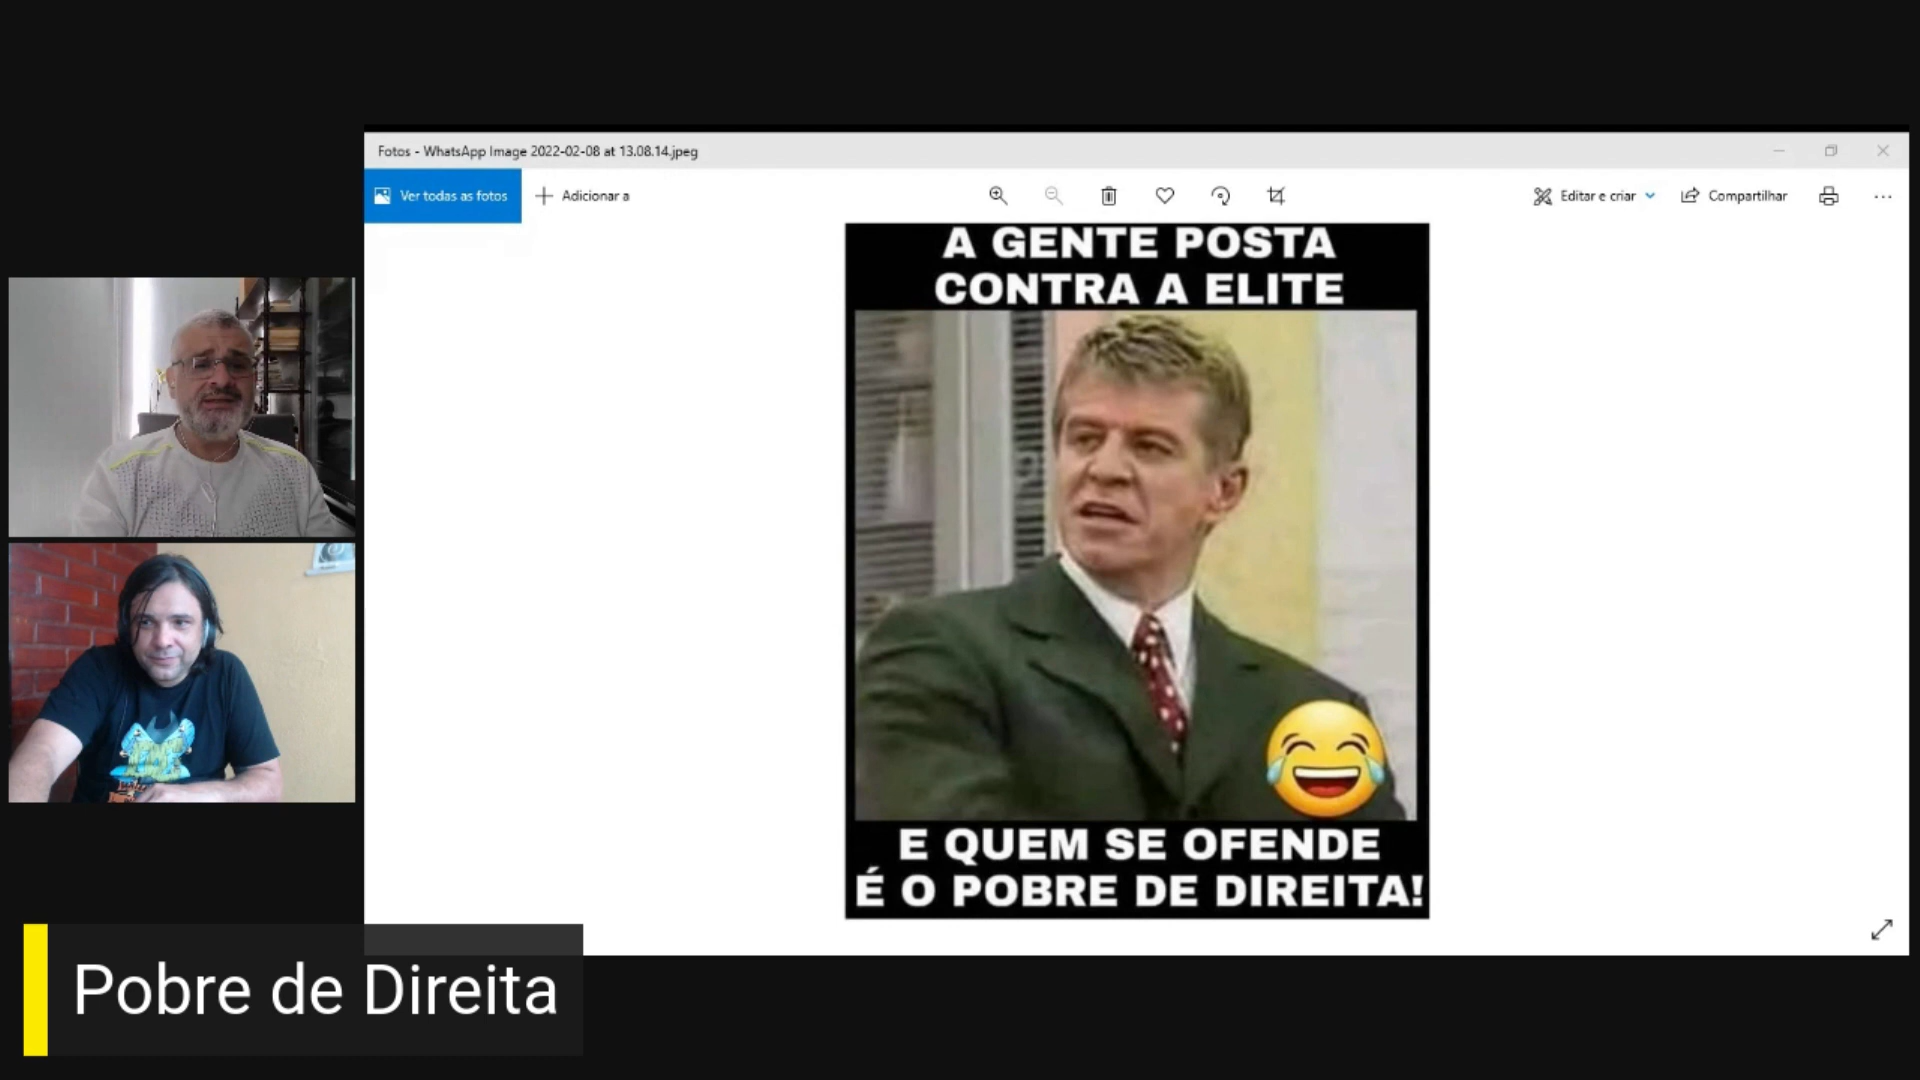 Fotos - WhatsApp Image 2022-02-08 at 13.08.14.jpeg
Ver todas as fotos
Adicionar a
Editar e criar
Compartilhar
A GENTE POSTA
CONTRA A ELITE
E QUEM SE OFENDE
É O POBRE DE DIREITA!
Pobre de Direita